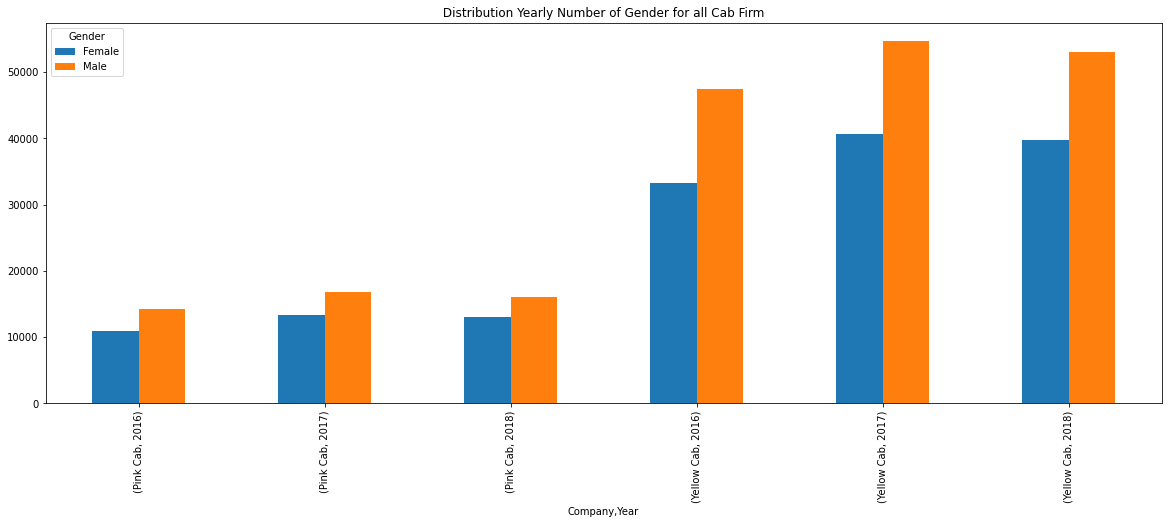 Distribution Yearly Number of Gender for all Cab Firm
Gender
Female
Male
50000
40000
30000
20000
10000
0
(Pink Cab, 2016)
(Pink Cab, 2017)
(Pink Cab, 2018)
(Yellow Cab, 2016)
(Yellow Cab, 2017)
(Yellow Cab, 2018)
Company,Year